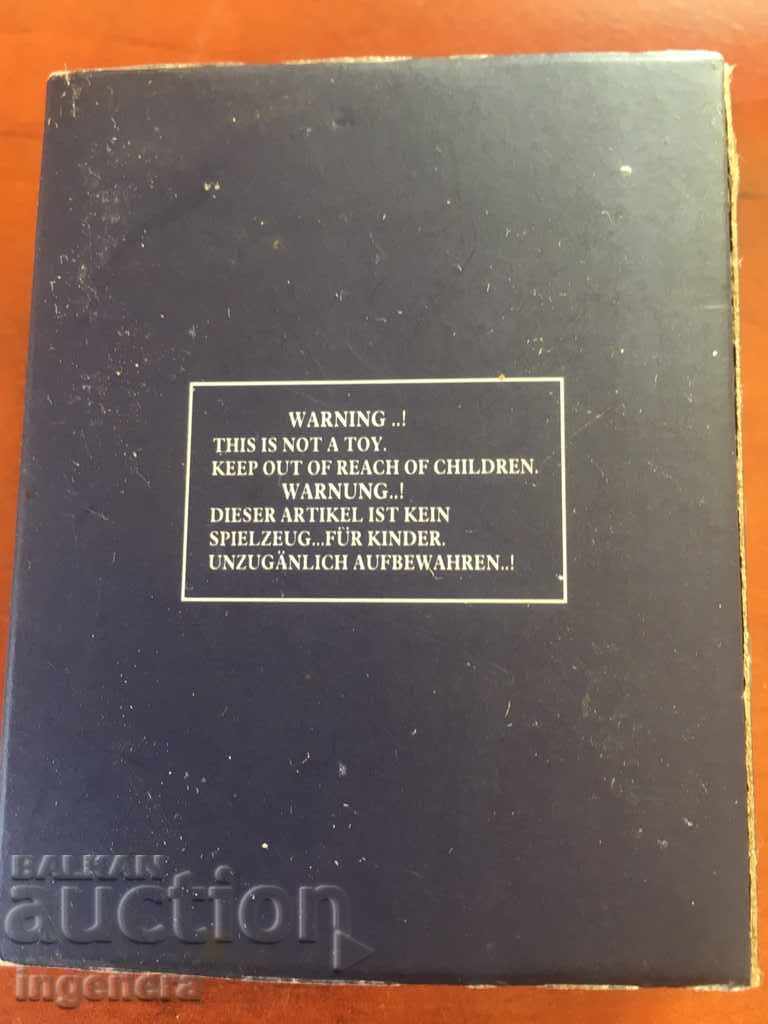 WARNING ..!
THIS IS NOT A TOY.
KEEP OUT OF REACH OF CHILDREN.
WARNUNG..!
DIESER ARTIKEL IST KEIN
SPIELZEUG...FÜR KINDER.
UNZUGÄNLICH AUFBEWAHREN..!
BALKAN
auction
ingenera